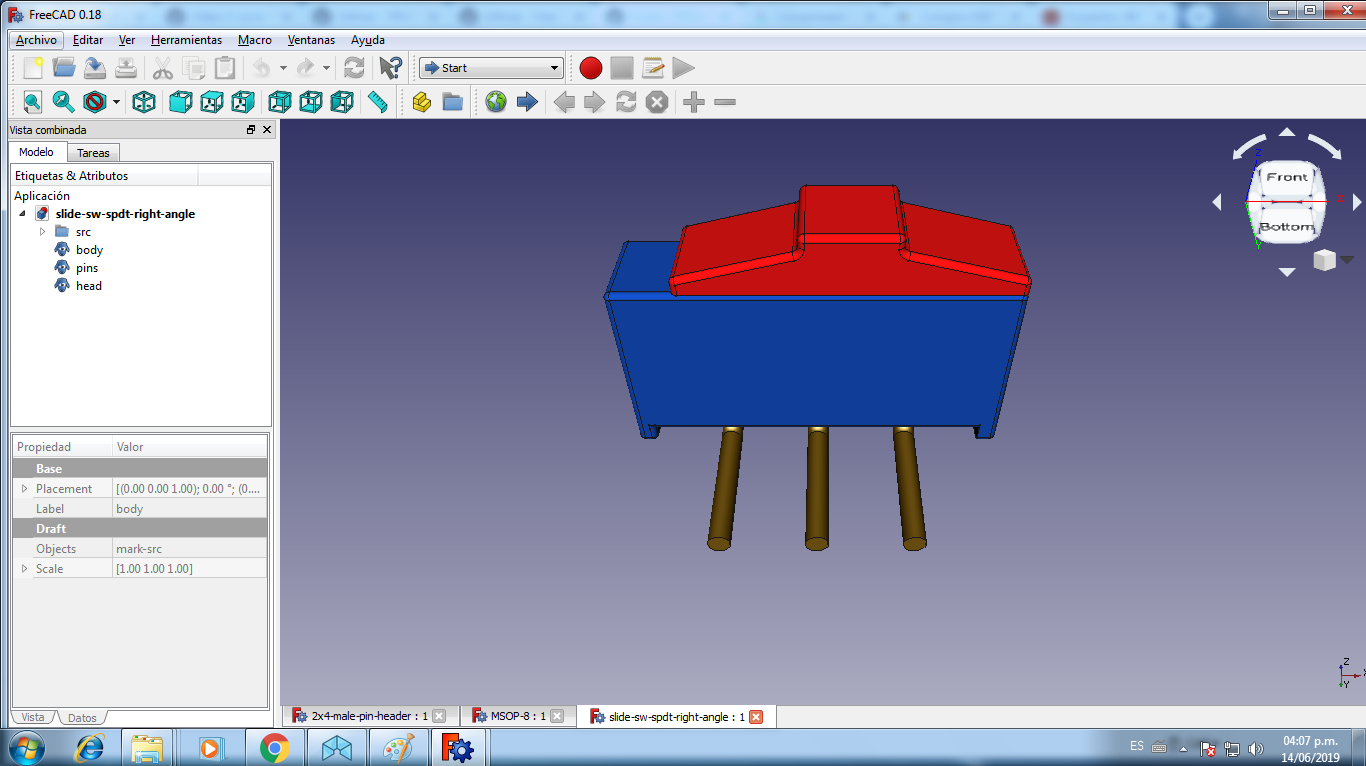 FreeCAD 0.18
Archivo Editar Ver Herramientas Macro Ventanas Ayuda
Start
Vista combinada
Modelo Tareas
Etiquetas & Atributos
Aplicación
slide-sw-spdt-right-angle
src
body
pins
head
Propiedad Valor
Base
Placement [(0.00 0.00 1.00); 0.00 °; (0....
Label body
Draft
Objects mark-src
Scale [1.00 1.00 1.00]
Vista Datos
Z
Front
X
Bottom
Y
Z
X
Y
2x4-male-pin-header : 1 MSOP-8 : 1 slide-sw-spdt-right-angle : 1
ES
04:07 p.m.
14/06/2019